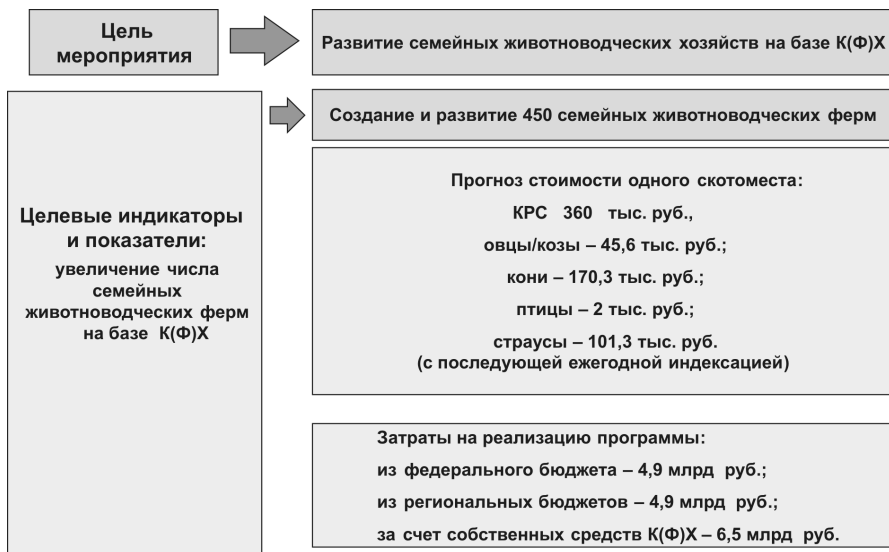 Цель
мероприятия
Развитие семейных животноводческих хозяйств на базе К(Ф)Х
Создание и развитие 450 семейных животноводческих ферм
Целевые индикаторы
и показатели:
увеличение числа
семейных
животноводческих ферм
на базе К(Ф)Х
Прогноз стоимости одного скотоместа:
КРС 360 тыс. руб.,
овцы/козы – 45,6 тыс. руб.;
кони – 170,3 тыс. руб.;
птицы – 2 тыс. руб.;
страусы – 101,3 тыс. руб.
(с последующей ежегодной индексацией)
Затраты на реализацию программы:
из федерального бюджета – 4,9 млрд руб.;
из региональных бюджетов – 4,9 млрд руб.;
за счет собственных средств К(Ф)Х – 6,5 млрд руб.